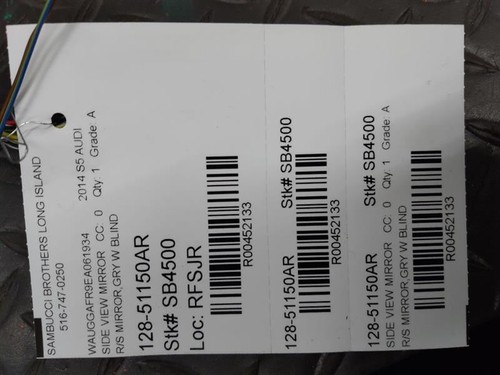 SAMBUCCI BROTHERS LONG ISLAND
516-747-0250
WAUGGAFR9EA061934 2014 S5 AUDI
SIDE VIEW MIRROR CC 0 Qty 1 Grade A
R/S MIRROR,GRY W BLIND
128-51150AR
Stk# SB4500
Loc: RFSJR
R00452133
128-51150AR Stk# SB4500
R00452133
128-51150AR Stk# SB4500
SIDE VIEW MIRROR CC 0 Qty 1 Grade A
R/S MIRROR,GRY W BLIND
R00452133